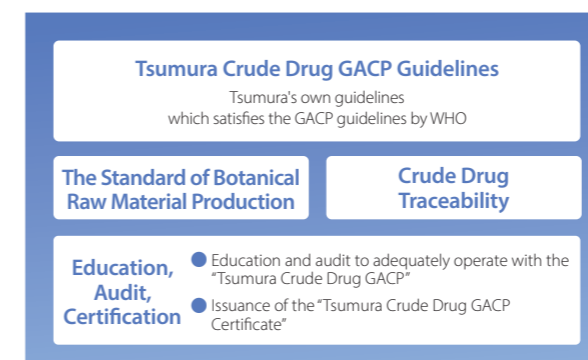 Tsumura Crude Drug GACP Guidelines
Tsumura's own guidelines
which satisfies the GACP guidelines by WHO
The Standard of Botanical
Raw Material Production
Crude Drug
Traceability
Education,
Audit,
Certification
Education and audit to adequately operate with the
“Tsumura Crude Drug GACP”
Issuance of the “Tsumura Crude Drug GACP
Certificate”